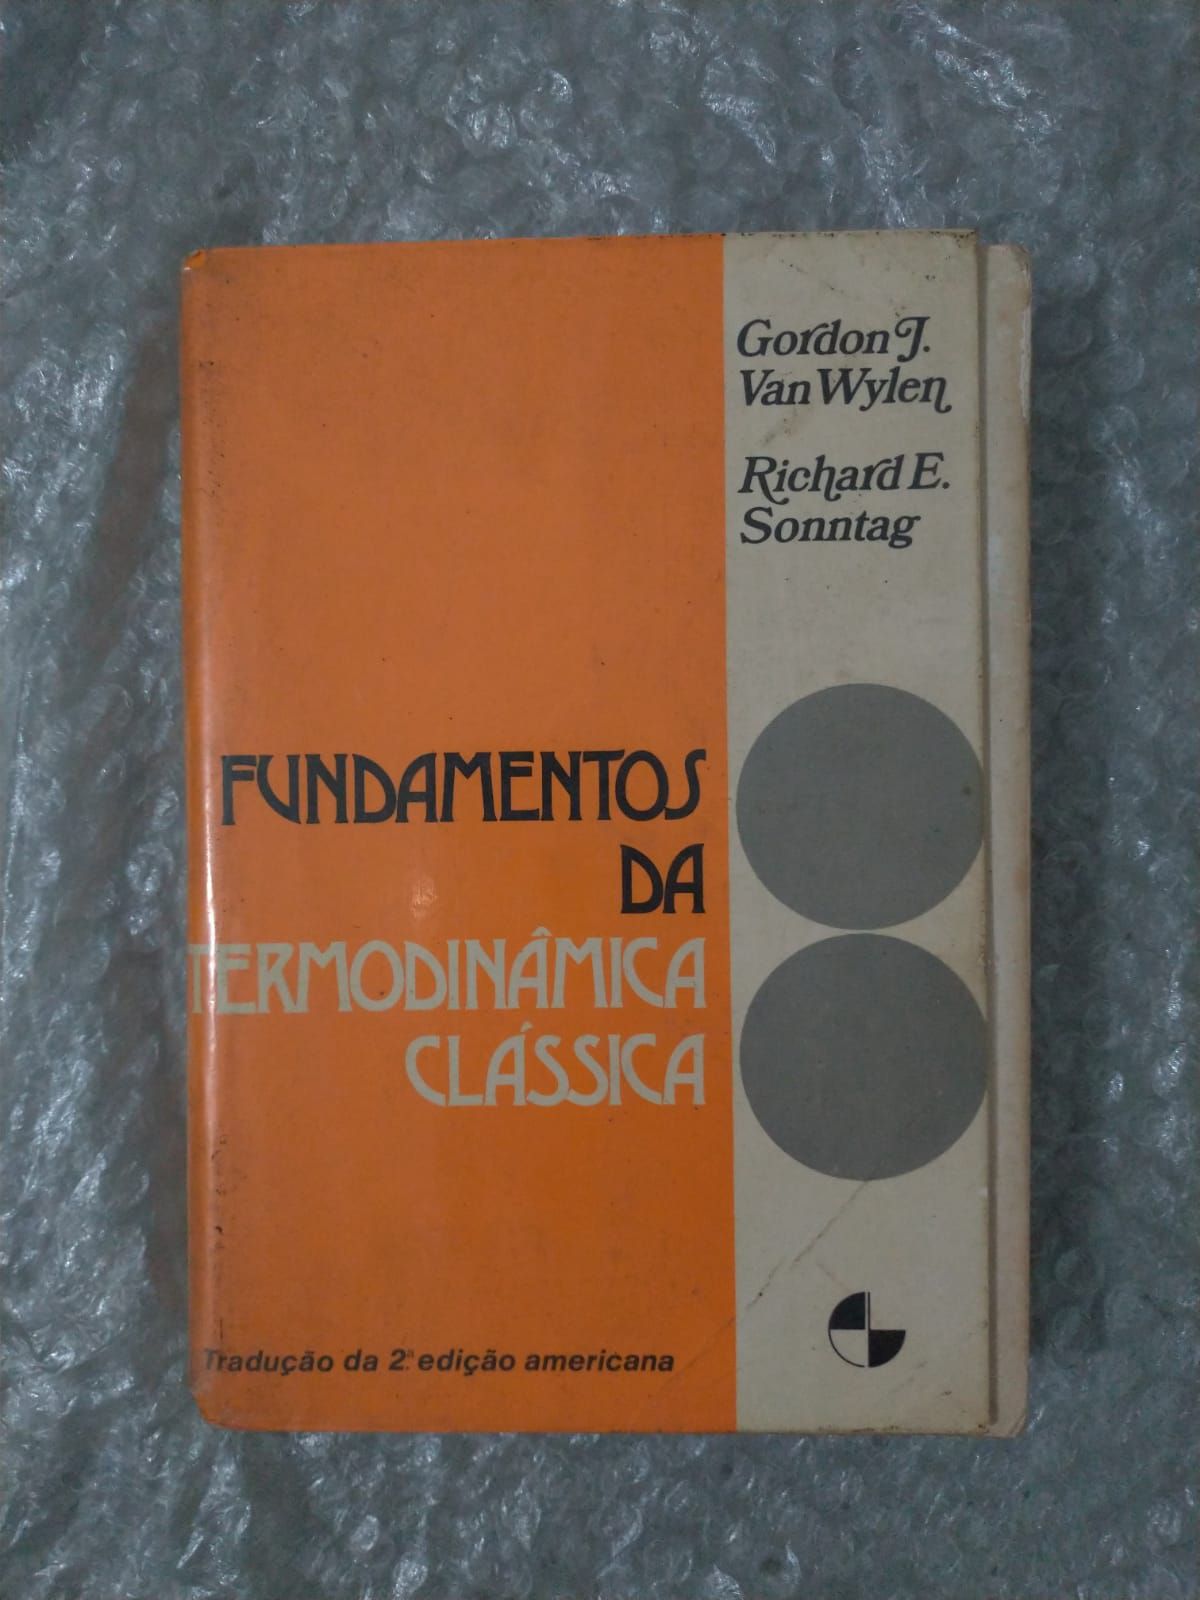 Gordon J.
Van Wylen
Richard E.
Sonntag
FUNDAMENTOS
DA
TERMODINÂMICA
CLÁSSICA
Tradução da 2ª edição americana